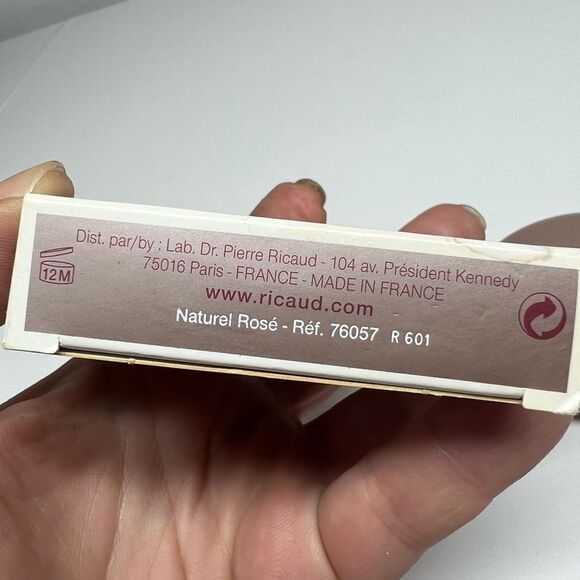 Dist. par/by : Lab. Dr. Pierre Ricaud - 104 av. Président Kennedy
75016 Paris - FRANCE - MADE IN FRANCE
12 M
www.ricaud.com
Naturel Rosé - Réf. 76057 R 601